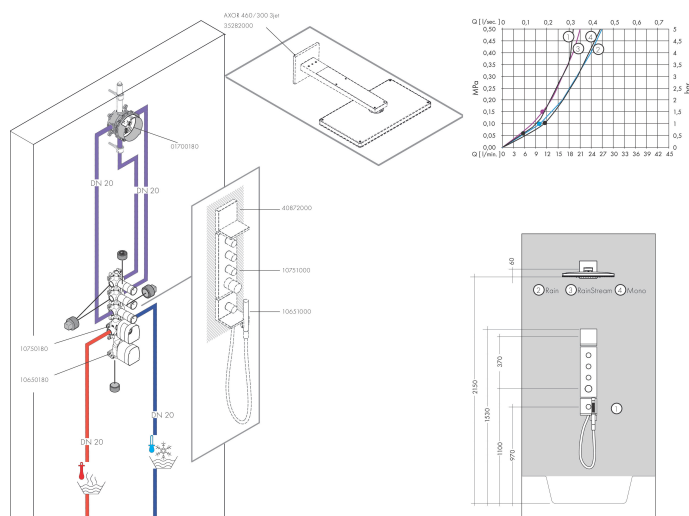 AXOR 460/300 3jet
35282000
01700180
DN 20
DN 20
40872000
10751000
10651000
10750180
10650180
DN 20
DN 20
Q [l/sec.] 0 0,1 0,2 0,3 0,4 0,5 0,6 0,7
0,50 5
0,45 4,5
0,40 4
0,35 3,5
0,30 3
0,25 2,5
0,20 2
0,15 1,5
0,10 1
0,05 0,5
0,00 0
MPa
bar
1
4
3
2
Q [l/min.] 0 3 6 9 12 15 18 21 24 27 30 33 36 39 42 45
60
2 Rain 3 RainStream 4 Mono
370
2150
1530
1100
970
1